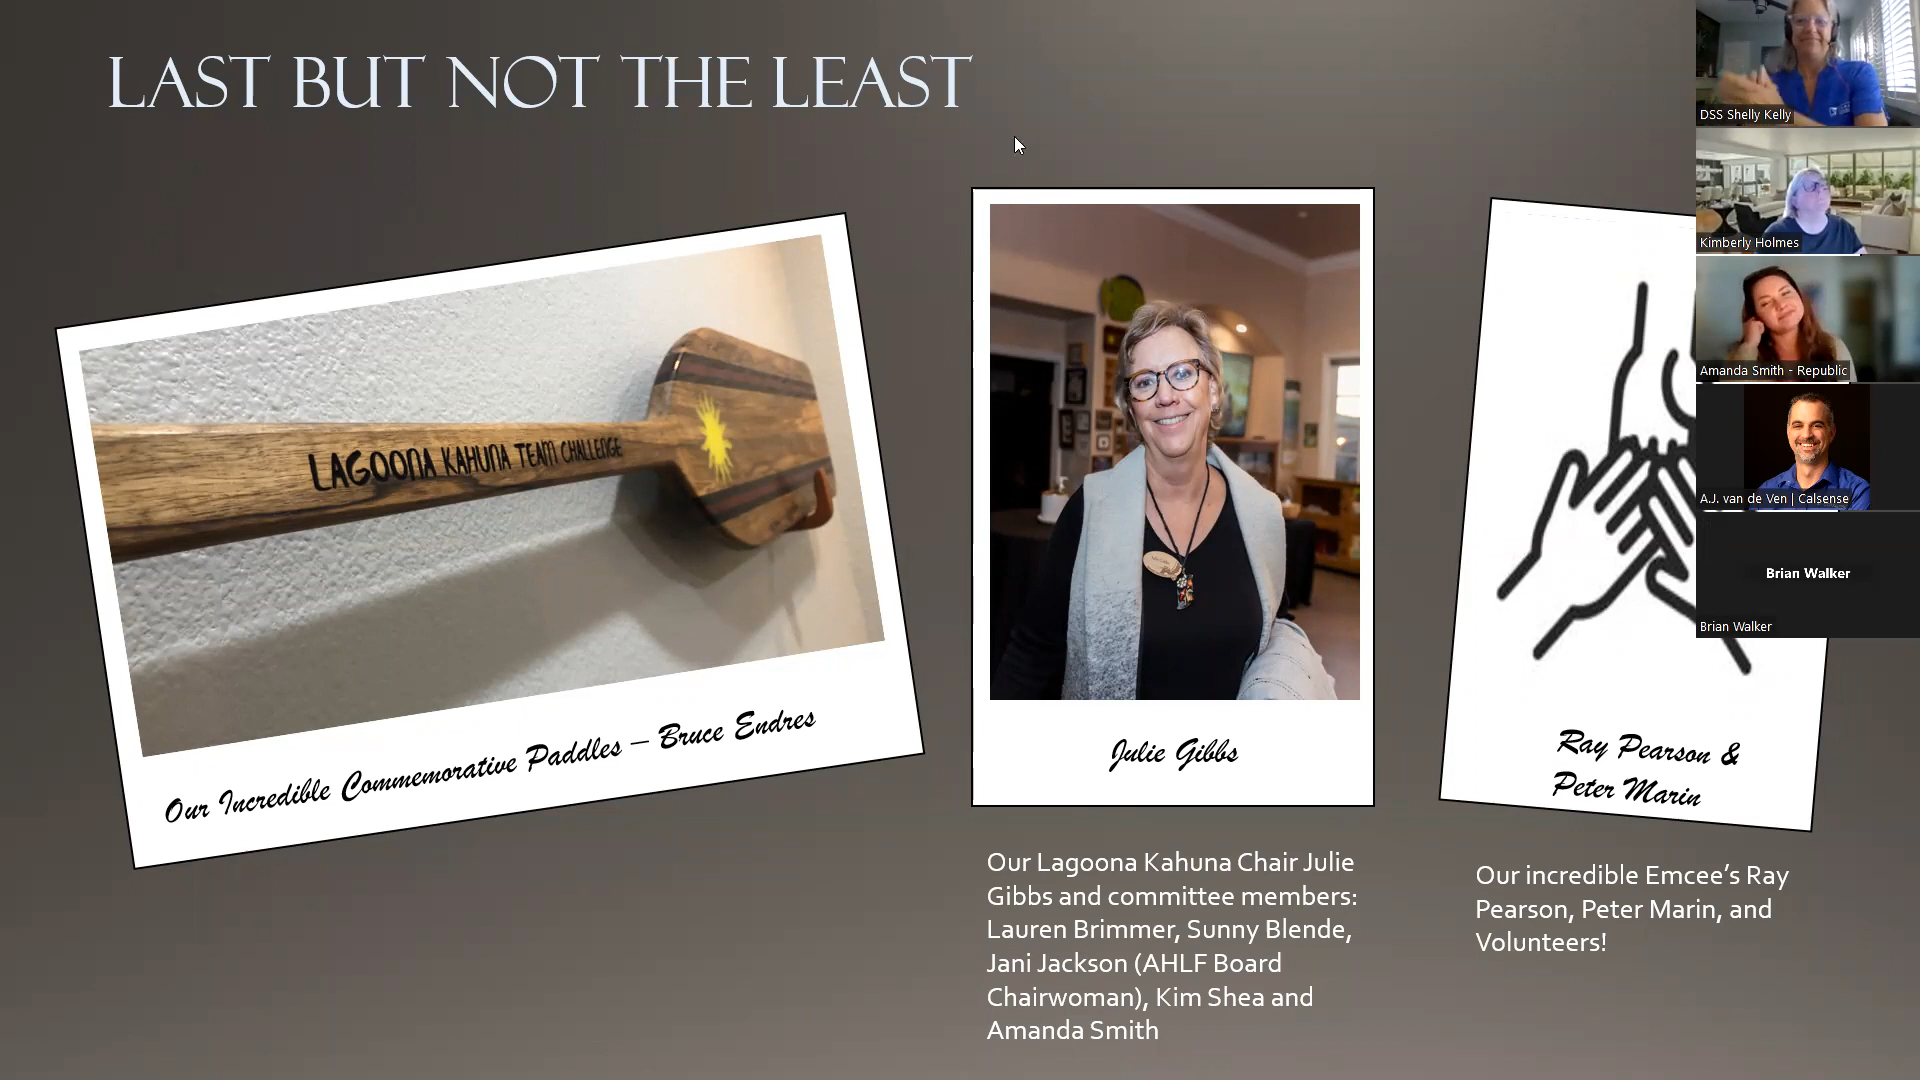 LAST BUT NOT THE LEAST
LAGOONA KAHUNA TEAM CHALLENGE
Our Incredible Commemorative Paddles – Bruce Endres
Julie Gibbs
Our Lagoona Kahuna Chair Julie
Gibbs and committee members:
Lauren Brimmer, Sunny Blende,
Jani Jackson (AHLF Board
Chairwoman), Kim Shea and
Amanda Smith
Ray Pearson &
Peter Marin
Our incredible Emcee’s Ray
Pearson, Peter Marin, and
Volunteers!
DSS Shelly Kelly
Kimberly Holmes
Amanda Smith - Republic
A.J. van de Ven | Calsense
Brian Walker
Brian Walker